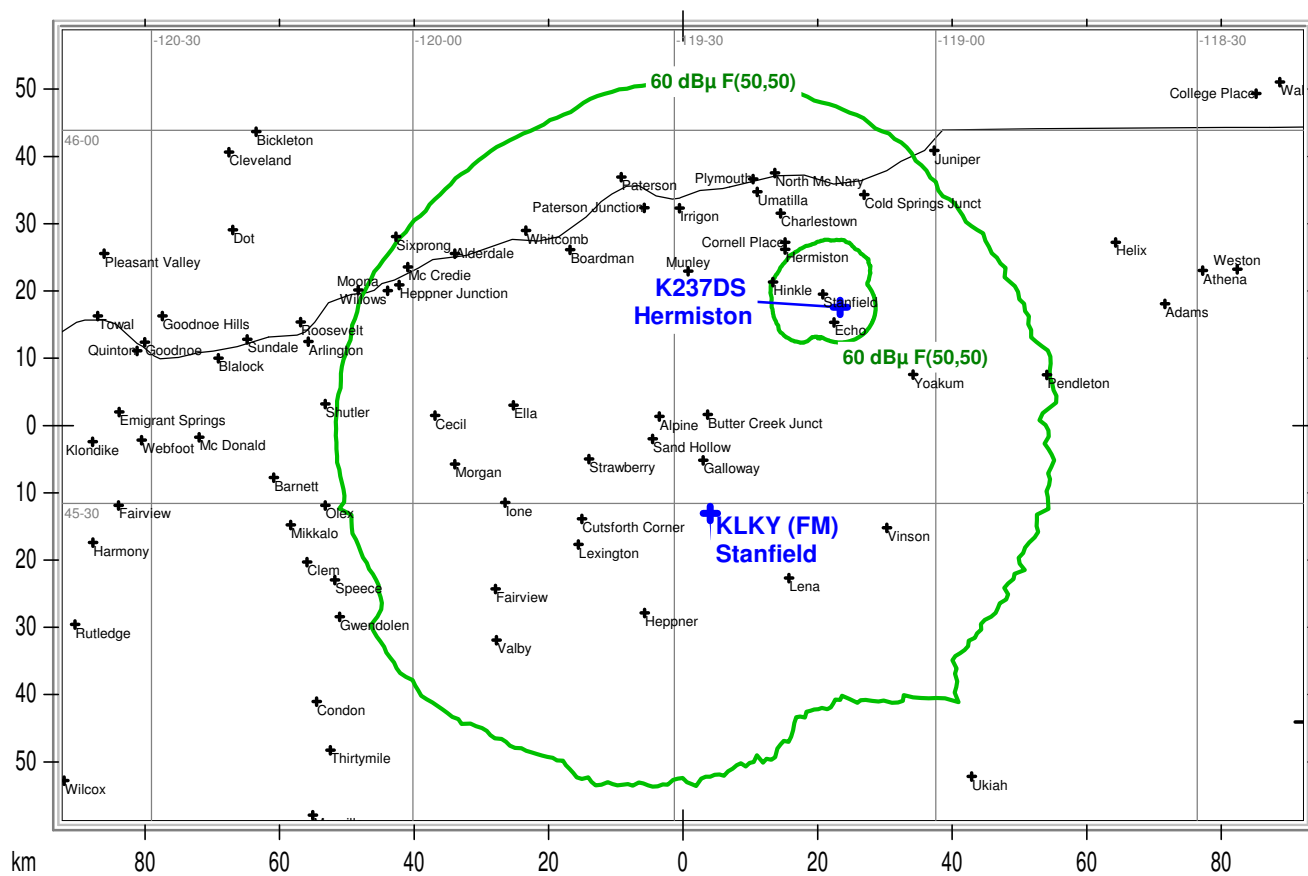 -120-30
-120-00
-119-30
-119-00
-118-30
50
60 dBµ F(50,50)
College Place
Wal
46-00
Bickleton
40
Cleveland
Juniper
Paterson
Plymouth
North Mc Nary
Umatilla
Cold Springs Junct
Paterson Junction
Irrigon
Charlestown
30
Dot
Sixprong
Whitcomb
Cornell Place
Helix
Pleasant Valley
Alderdale
Boardman
Hermiston
Munley
Weston
Athena
Mc Credie
Moona
Heppner Junction
K237DS
Hermiston
Hinkle
20
Willows
Stanfield
Adams
Towal
Goodnoe Hills
Roosevelt
Echo
Quinton
Goodnoe
Sundale
Arlington
60 dBµ F(50,50)
10
Blalock
Yoakum
Pendleton
Emigrant Springs
Shutler
Cecil
Ella
Alpine
Butter Creek Junct
0
Klondike
Webfoot
Mc Donald
Sand Hollow
Morgan
Strawberry
Galloway
Barnett
10
45-30
Fairview
Olex
Ione
KLKY (FM)
Stanfield
Mikkalo
Cutsforth Corner
Vinson
Harmony
Lexington
20
Clem
Speece
Lena
Fairview
Gwendolen
Heppner
30
Rutledge
Valby
40
Condon
Thirtymile
50
Wilcox
Ukiah
km
80
60
40
20
0
20
40
60
80